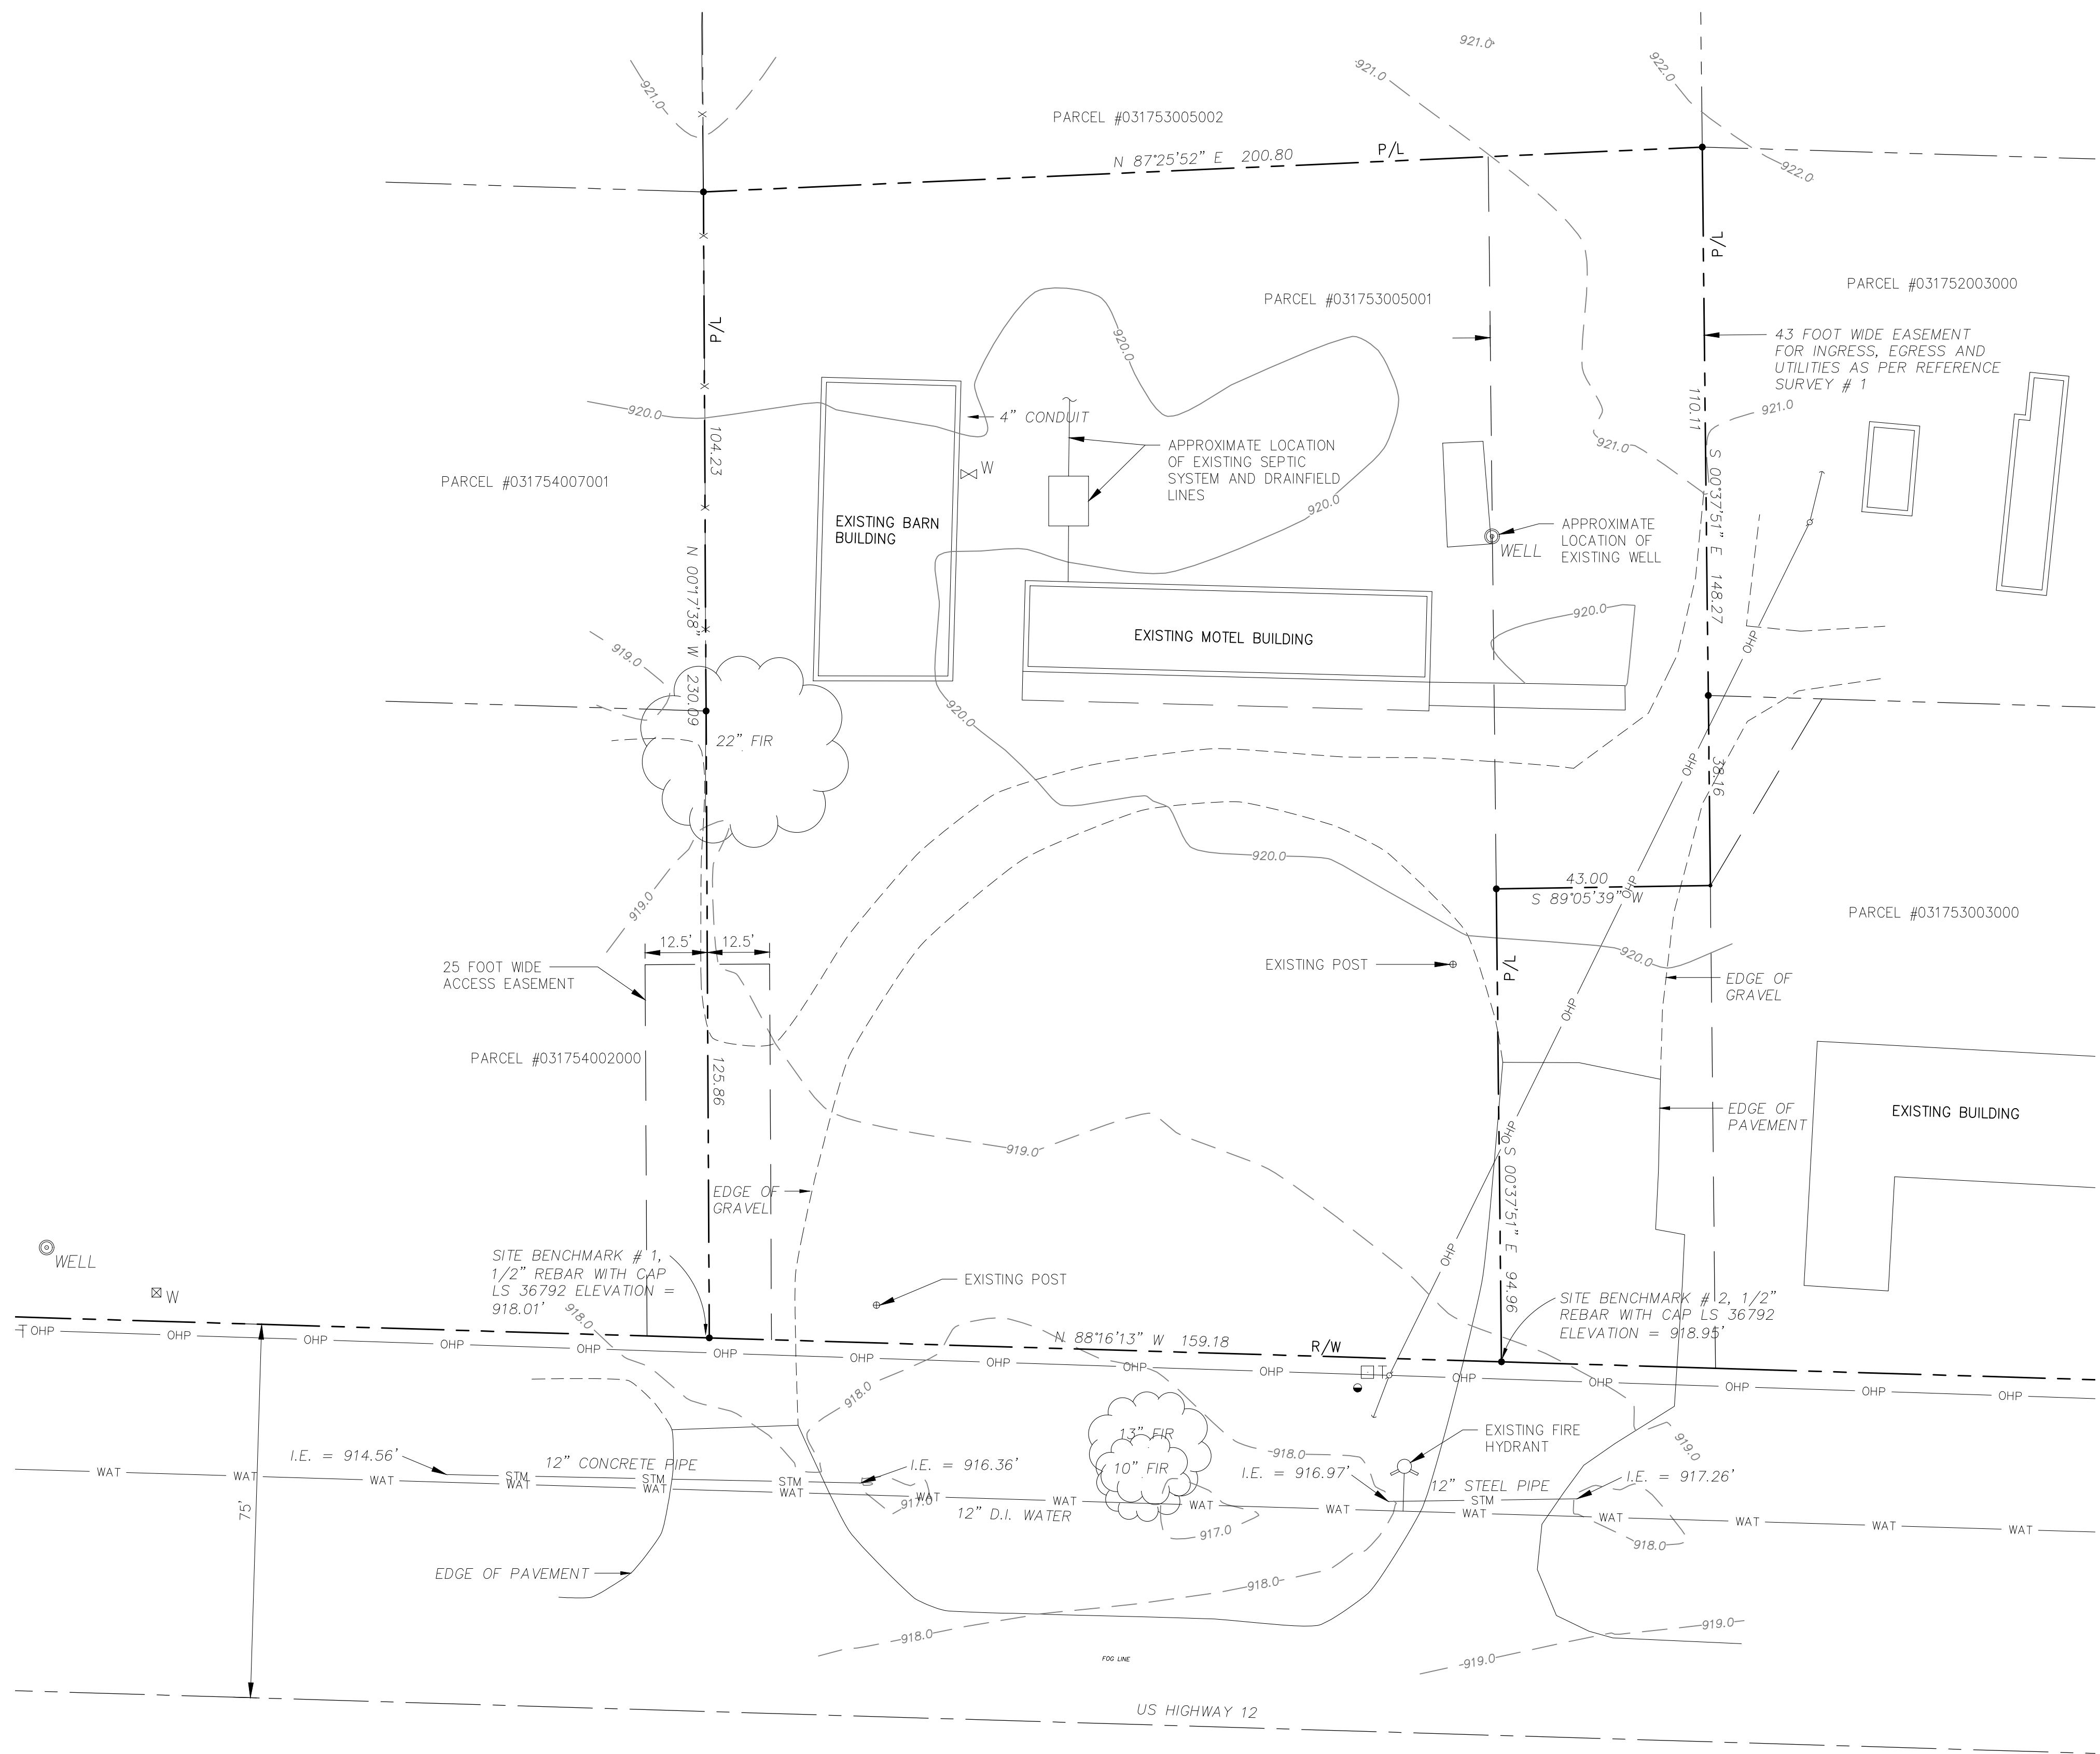 921.0
921.0
921.0
922.0
922.0
PARCEL #031753005002
N 87°25'52" E 200.80
P/L
P/L
P/L
PARCEL #031753005001
PARCEL #031752003000
43 FOOT WIDE EASEMENT
FOR INGRESS, EGRESS AND
UTILITIES AS PER REFERENCE
SURVEY # 1
920.0
920.0
4" CONDUIT
921.0
921.0
110.11
104.23
APPROXIMATE LOCATION
OF EXISTING SEPTIC
SYSTEM AND DRAINFIELD
LINES
920.0
W
PARCEL #031754007001
EXISTING BARN
BUILDING
S 00°37'51" E 148.27
APPROXIMATE
LOCATION OF
EXISTING WELL
WELL
N 00°17'38" W 230.09
919.0
920.0
EXISTING MOTEL BUILDING
OHP
920.0
22" FIR
OHP
38.16
920.0
43.00
S 89°05'39" W
OHP
919.0
PARCEL #031753003000
12.5'
12.5'
25 FOOT WIDE
ACCESS EASEMENT
EXISTING POST
P/L
920.0
EDGE OF
GRAVEL
OHP
PARCEL #031754002000
125.86
EDGE OF
PAVEMENT
EXISTING BUILDING
OHP
919.0
S 00°37'51" E 94.96
EDGE OF
GRAVEL
WELL
W
SITE BENCHMARK # 1,
1/2" REBAR WITH CAP
LS 36792 ELEVATION =
918.01'
OHP
EXISTING POST
918.0
SITE BENCHMARK # 2, 1/2"
REBAR WITH CAP LS 36792
ELEVATION = 918.95'
N 88°16'13" W 159.18
R/W
OHP OHP OHP OHP OHP OHP OHP OHP OHP OHP OHP OHP OHP OHP OHP
918.0
13" FIR
10" FIR
EXISTING FIRE
HYDRANT
919.0
918.0
I.E. = 914.56'
12" CONCRETE PIPE
I.E. = 916.36'
I.E. = 916.97'
12" STEEL PIPE
I.E. = 917.26'
STM STM STM
STM
WAT WAT WAT WAT WAT WAT WAT WAT WAT WAT WAT WAT WAT WAT WAT
917.0
12" D.I. WATER
917.0
918.0
75'
EDGE OF PAVEMENT
918.0
918.0
919.0
919.0
FOG LINE
US HIGHWAY 12